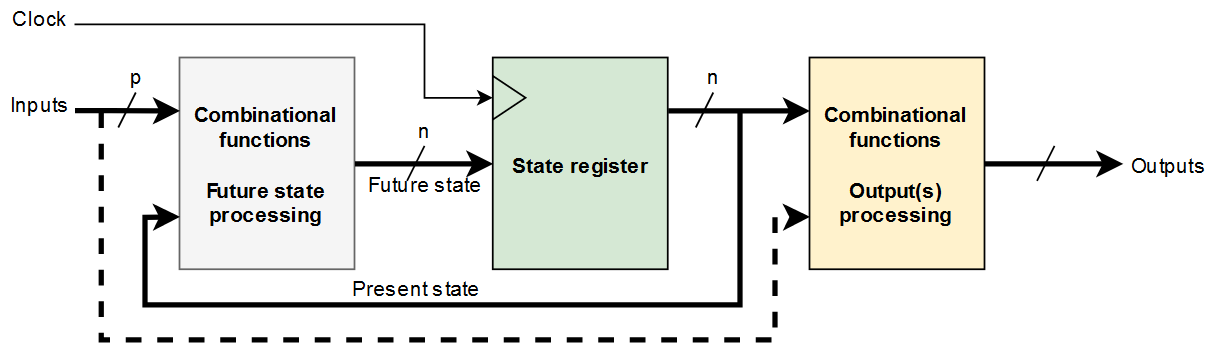 Clock
Inputs
p
Combinational
functions
Future state
processing
n
Future state
State register
n
Combinational
functions
Output(s)
processing
Outputs
Present state